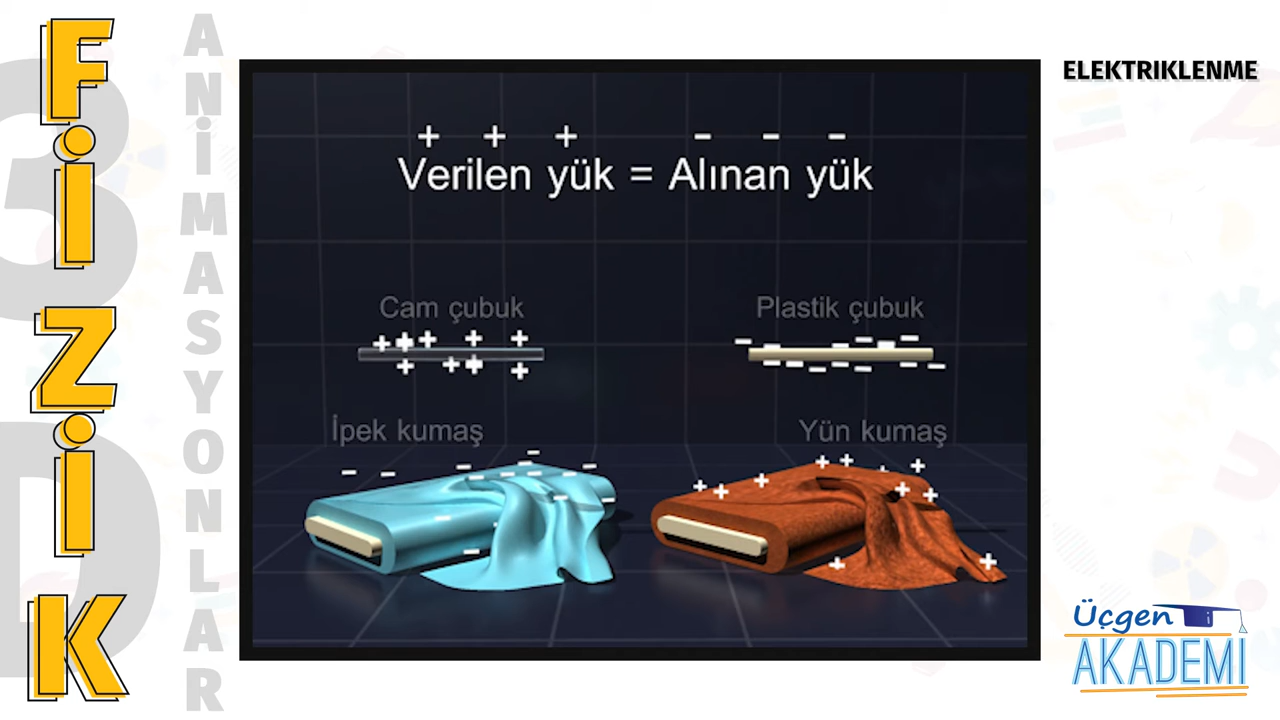 FİZİK
3D
ANİMASYONLAR
ELEKTRIKLENME
+ + + - - -
Verilen yük = Alınan yük
Cam çubuk
Plastik çubuk
İpek kumaş
Yün kumaş
Üçgen
AKADEMİ